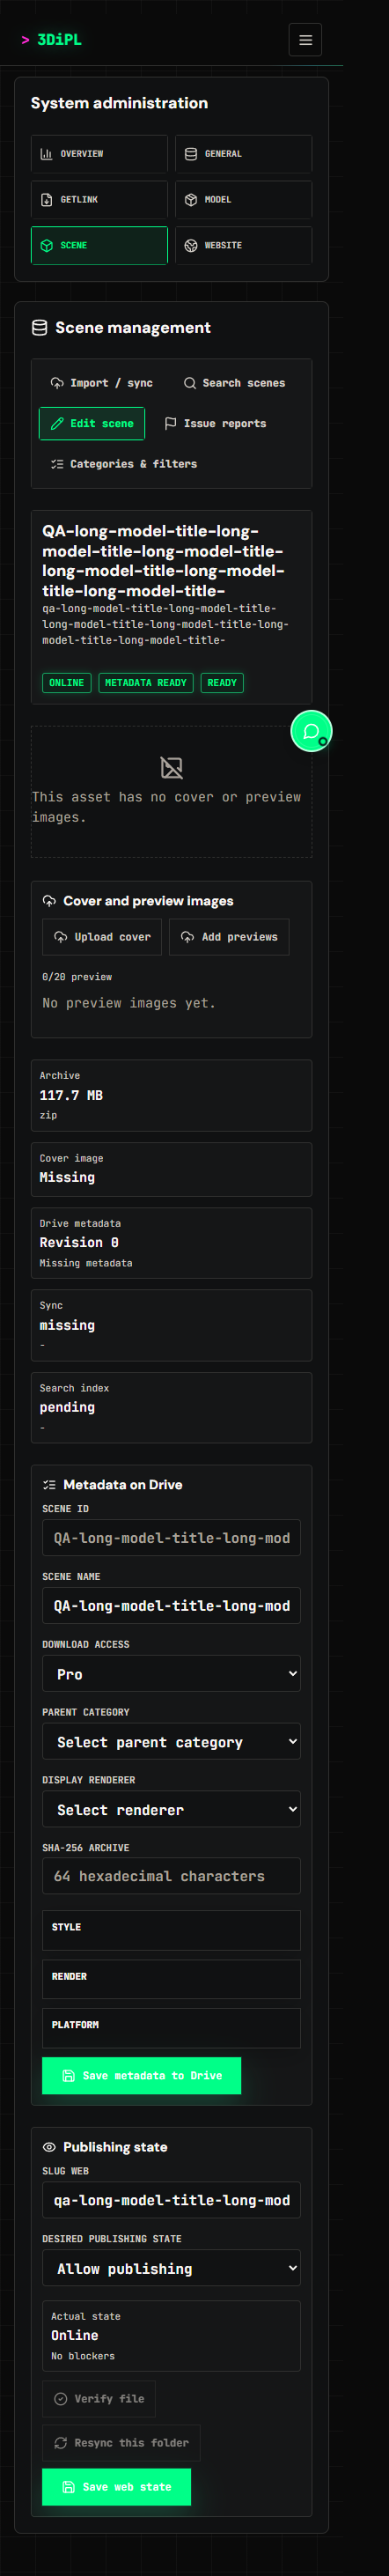 > 3DiPL
System administration
OVERVIEW
GENERAL
GETLINK
MODEL
SCENE
WEBSITE
Scene management
Import / sync
Search scenes
Edit scene
Issue reports
Categories & filters
QA-long-model-title-long-
model-title-long-model-title-
long-model-title-long-model-
title-long-model-title-
qa-long-model-title-long-model-title-
long-model-title-long-model-title-long-
model-title-long-model-title-
ONLINE
METADATA READY
READY
This asset has no cover or preview
images.
Cover and preview images
Upload cover
Add previews
0/20 preview
No preview images yet.
Archive
117.7 MB
zip
Cover image
Missing
Drive metadata
Revision 0
Missing metadata
Sync
missing
-
Search index
pending
-
Metadata on Drive
SCENE ID
QA-long-model-title-long-mod
SCENE NAME
QA-long-model-title-long-mod
DOWNLOAD ACCESS
Pro
PARENT CATEGORY
Select parent category
DISPLAY RENDERER
Select renderer
SHA-256 ARCHIVE
64 hexadecimal characters
STYLE
RENDER
PLATFORM
Save metadata to Drive
Publishing state
SLUG WEB
qa-long-model-title-long-mod
DESIRED PUBLISHING STATE
Allow publishing
Actual state
Online
No blockers
Verify file
Resync this folder
Save web state